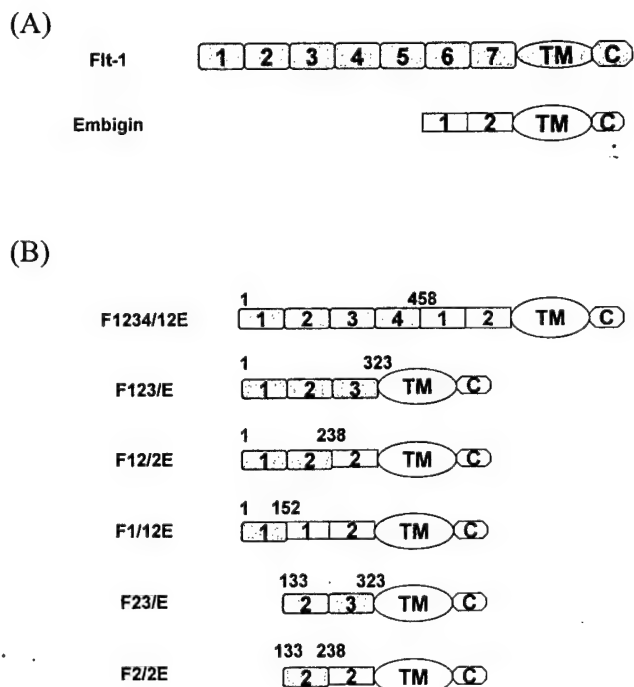 (A)
Flt-1 1 2 3 4 5 6 7 TM C
Embigin 1 2 TM C
(B)
1 458
F1234/12E 1 2 3 4 1 2 TM C
1 323
F123/E 1 2 3 TM C
1 238
F12/2E 1 2 2 TM C
1 152
F1/12E 1 1 2 TM C
133 323
F23/E 2 3 TM C
133 238
F2/2E 2 2 TM C